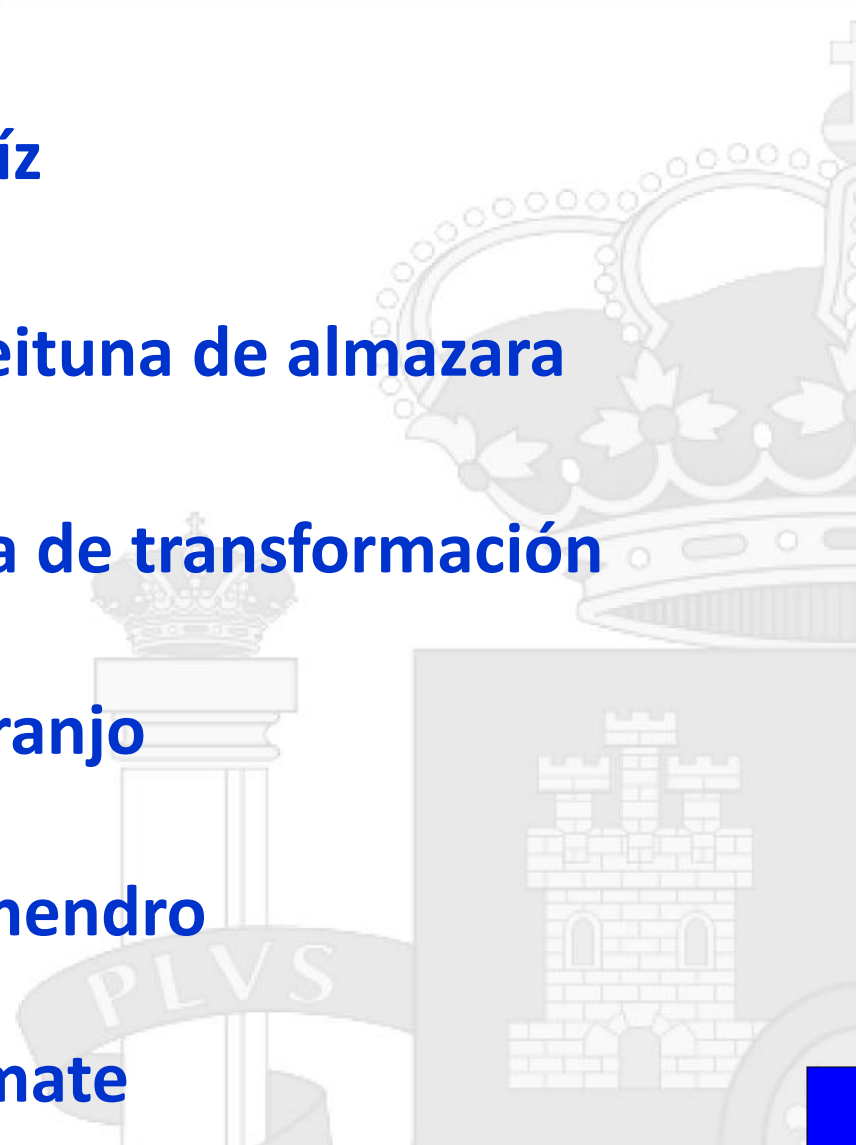 íz
eituna de almazara
a de transformación
ranjo
mendro
mate
PLVS